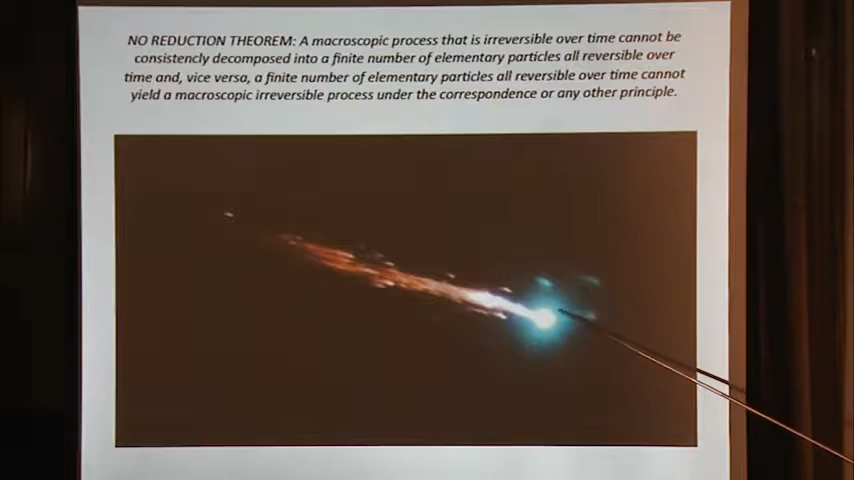 NO REDUCTION THEOREM: A macroscopic process that is irreversible over time cannot be
consistently decomposed into a finite number of elementary particles all reversible over
time and, vice versa, a finite number of elementary particles all reversible over time cannot
yield a macroscopic irreversible process under the correspondence or any other principle.